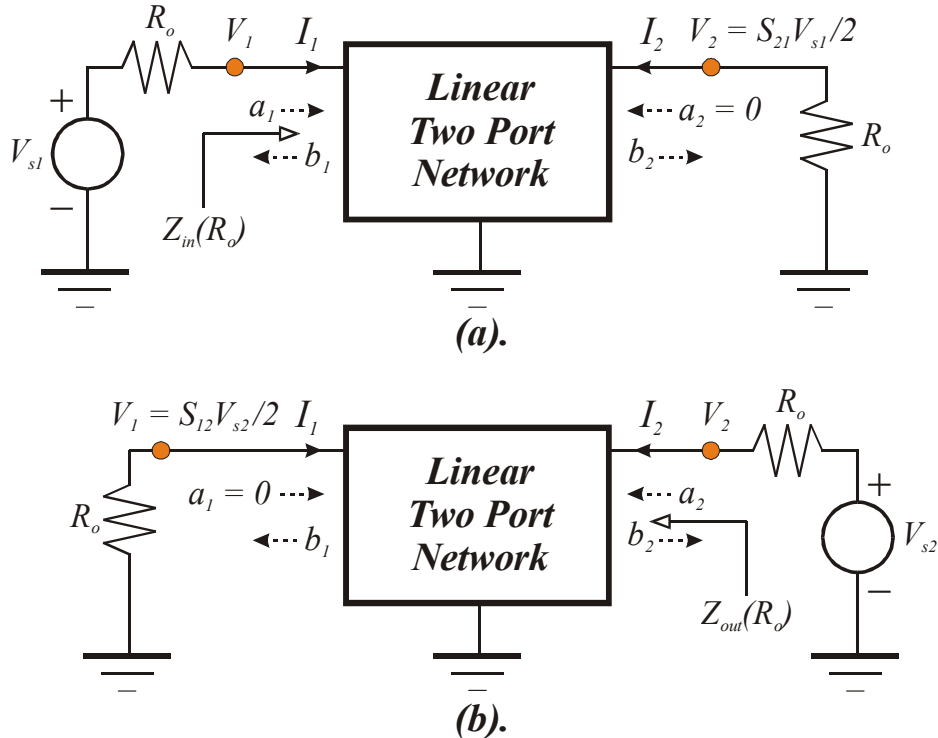 Rₒ
V₁
I₁
I₂
V₂ = S₂₁Vₛ₁/2
+
Vₛ₁
−
a₁
b₁
Zᵢₙ(Rₒ)
Linear
Two Port
Network
a₂ = 0
b₂
Rₒ
(a).
V₁ = S₁₂Vₛ₂/2
I₁
I₂
V₂
Rₒ
Rₒ
a₁ = 0
b₁
Linear
Two Port
Network
a₂
b₂
Zₒᵤₜ(Rₒ)
+
Vₛ₂
−
(b).